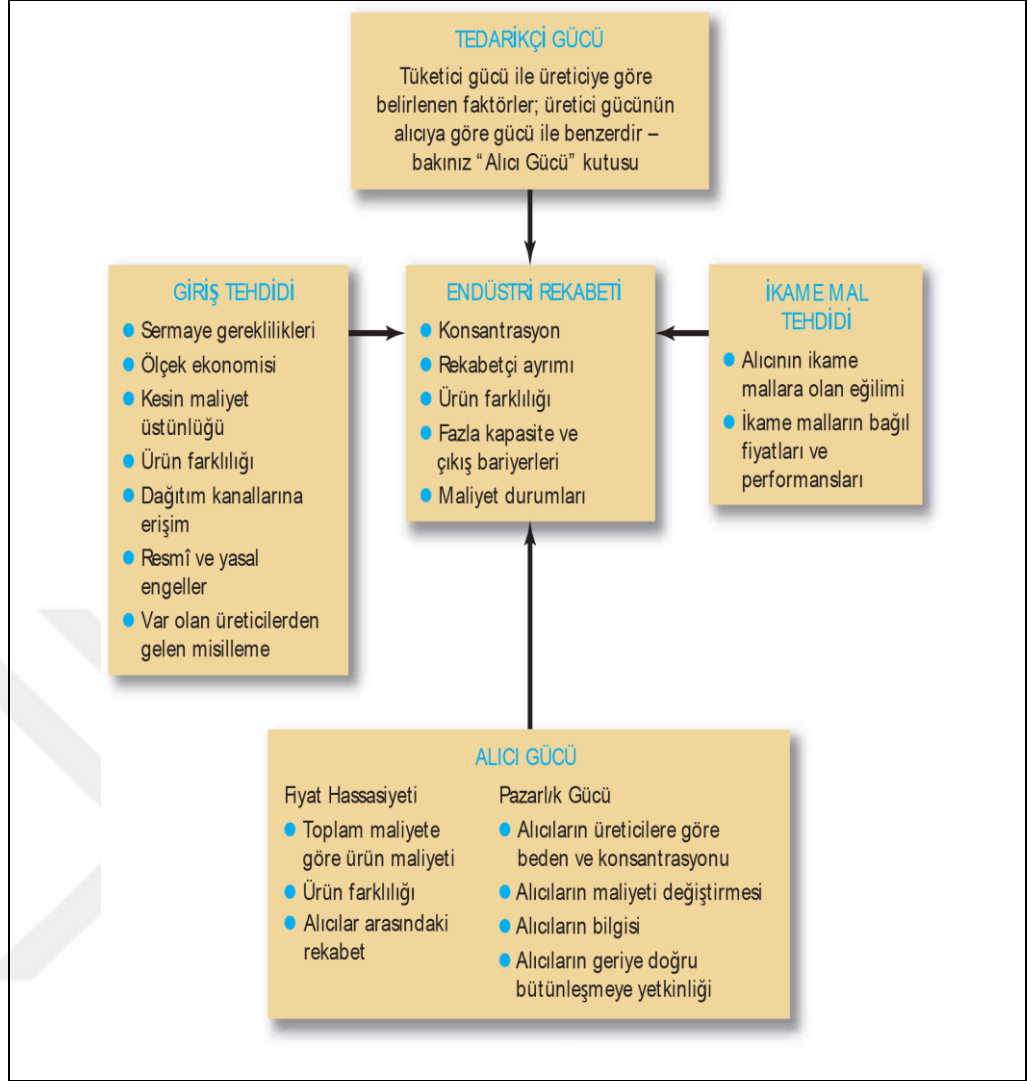 TEDARİKÇİ GÜCÜ
Tüketici gücü ile üreticiye göre
belirlenen faktörler; üretici gücünün
alıcıya göre gücü ile benzerdir –
bakınız “Alıcı Gücü” kutusu
GİRİŞ TEHDİDİ
Sermaye gereklilikleri
Ölçek ekonomisi
Kesin maliyet
üstünlüğü
Ürün farklılığı
Dağıtım kanallarına
erişim
Resmî ve yasal
engeller
Var olan üreticilerden
gelen misilleme
ENDÜSTRİ REKABETİ
Konsantrasyon
Rekabetçi ayrımı
Ürün farklılığı
Fazla kapasite ve
çıkış bariyerleri
Maliyet durumları
İKAME MAL
TEHDİDİ
Alıcının ikame
mallara olan eğilimi
İkame malların bağıl
fiyatları ve
performansları
ALICI GÜCÜ
Fiyat Hassasiyeti
Toplam maliyete
göre ürün maliyeti
Ürün farklılığı
Alıcılar arasındaki
rekabet
Pazarlık Gücü
Alıcıların üreticilere göre
beden ve konsantrasyonu
Alıcıların maliyeti değiştirmesi
Alıcıların bilgisi
Alıcıların geriye doğru
bütünleşmeye yetkinliği